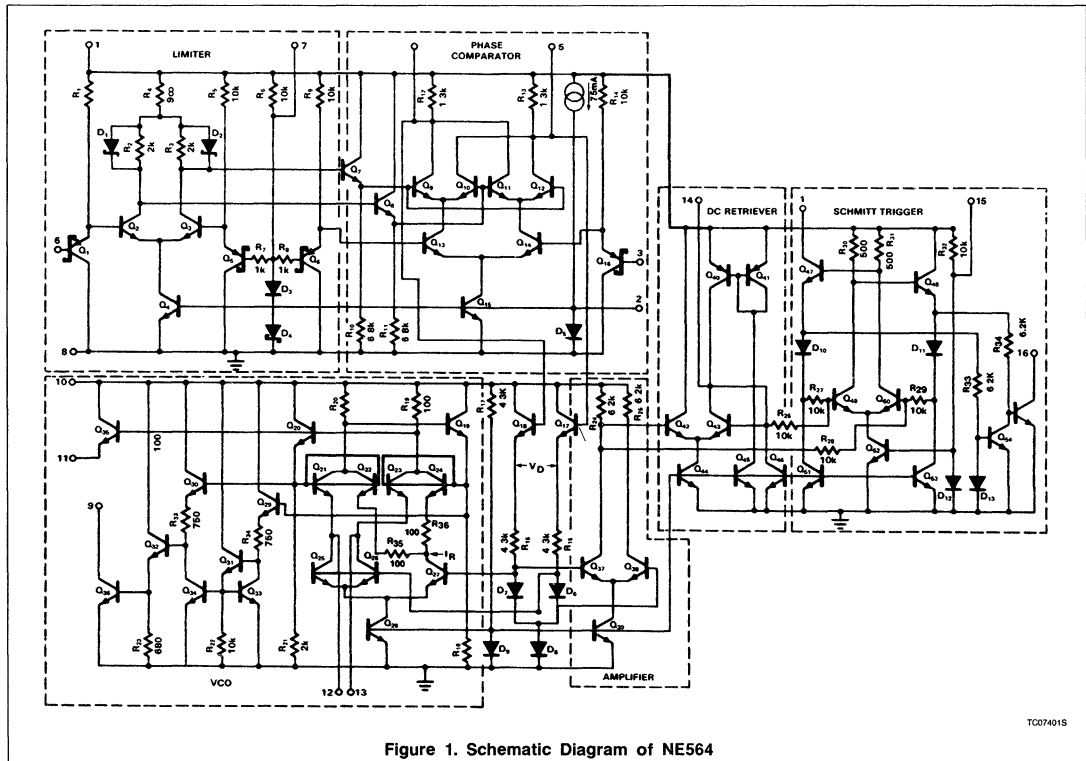 LIMITER
PHASE
COMPARATOR
1
7
5
R1
R4
900
R5
10k
R6
10k
R9
10k
R12
1 3k
R13
1 3k
75mA
R14
10k
D1
R2
2k
R3
2k
D2
Q7
Q9
Q10
Q11
Q12
Q8
Q2
Q3
6
Q1
Q5
R7
1k
R8
1k
Q6
Q13
Q14
Q16
3
D3
D4
Q4
Q15
2
R10
6 8k
R11
6 8k
D5
8
14
DC RETRIEVER
1
SCHMITT TRIGGER
15
Q40
Q41
Q47
R30
500
R31
500
R32
10k
Q48
D10
D11
R34
6.2K
16
R27
10k
Q49
Q50
R29
10k
R33
6.2K
R26
10k
R28
10k
Q54
Q42
Q43
Q52
Q44
Q45
Q46
Q51
D12
D13
Q53
10
Q35
11
100
Q20
R20
R19
100
Q19
R17
Q18
Q17
R24
6.2k
R25
6.2k
VD
Q21
Q22
Q23
Q24
Q30
Q29
9
R33
750
R34
750
R36
100
R35
100
IR
R16
4 3k
R15
4 3k
Q32
Q31
Q25
Q26
Q27
Q37
Q38
D7
D6
Q36
Q34
Q33
Q28
Q39
R23
680
R22
10k
R21
2k
R18
D9
D8
VCO
12
13
AMPLIFIER
TC07401S
Figure 1. Schematic Diagram of NE564